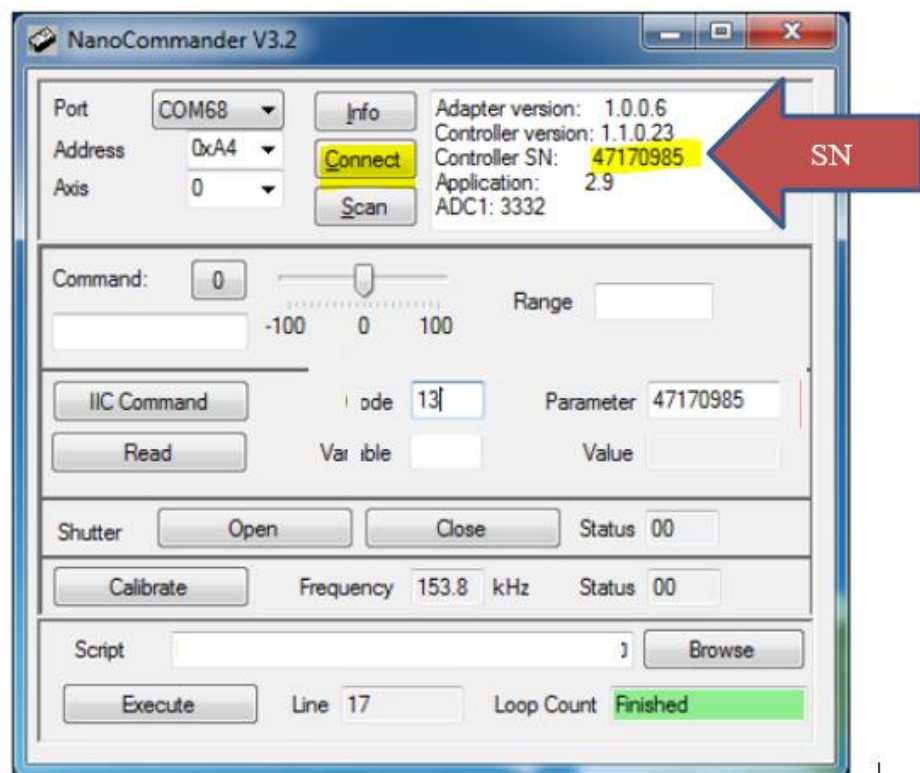 NanoCommander V3.2
Port COM68 Info Adapter version: 1.0.0.6
Controller version: 1.1.0.23
Address 0xA4 Connect Controller SN: 47170985 SN
Axis 0 Application: 2.9
Scan ADC1: 3332
Command: 0
-100 0 100 Range
IIC Command ode 13 Parameter 47170985
Read Value
Shutter Open Close Status 00
Calibrate Frequency 153.8 kHz Status 00
Script Browse
Execute Line 17 Loop Count Finished